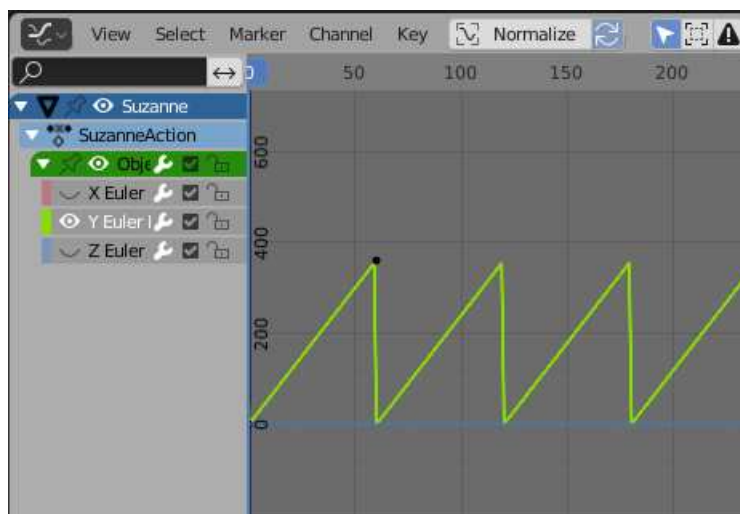 View Select Marker Channel Key Normalize
50 100 150 200
Suzanne
SuzanneAction
Obje
X Euler
Y Euler
Z Euler
600
400
200
0